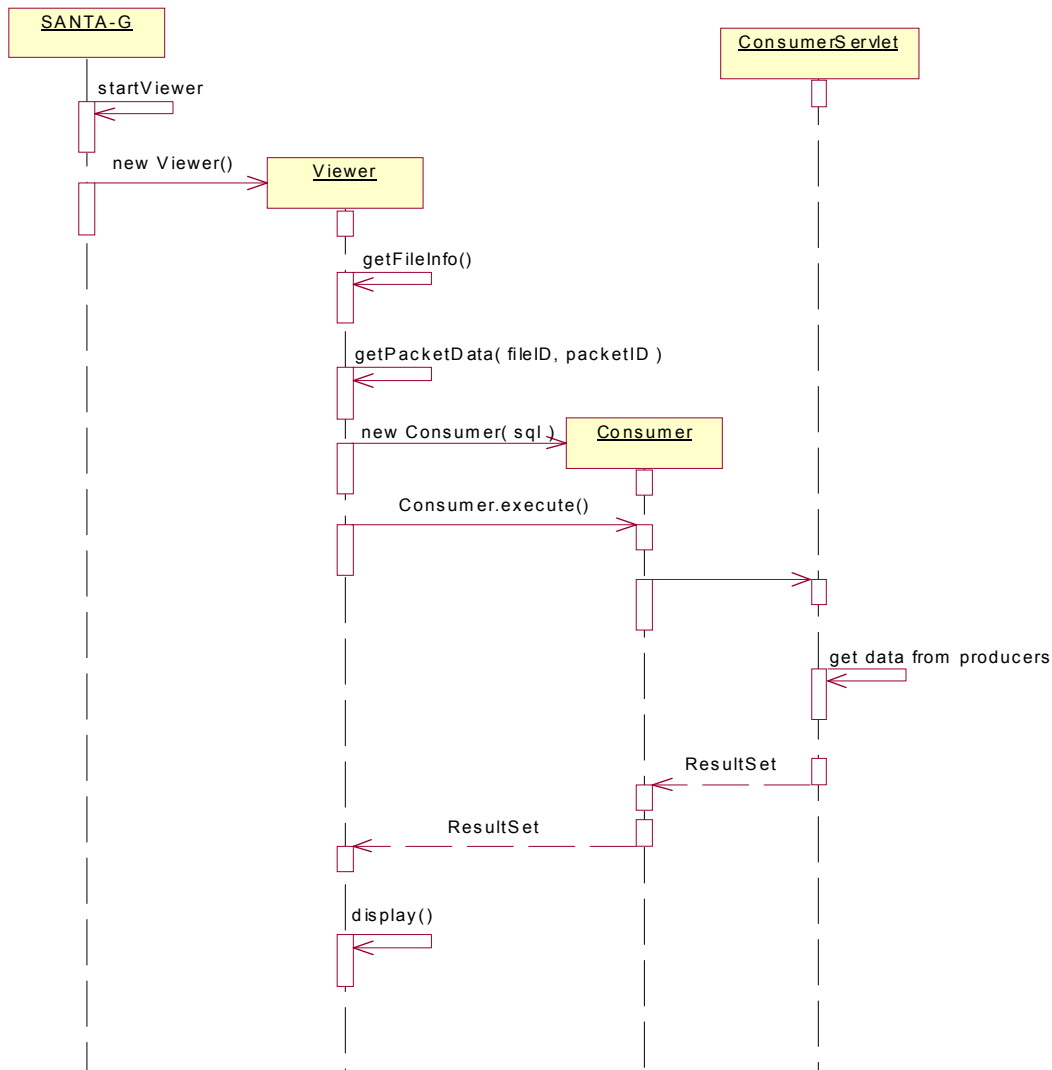 SANTA-G
ConsumerServlet
startViewer
new Viewer()
Viewer
getFileInfo()
getPacketData( fileID, packetID )
new Consumer( sql )
Consumer
Consumer.execute()
get data from producers
ResultSet
ResultSet
display()